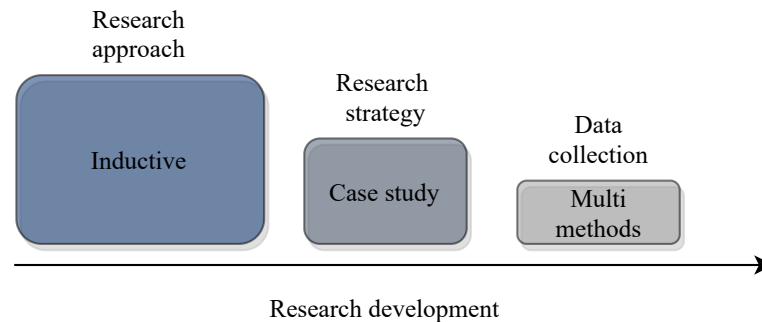 Research
approach
Inductive
Research
strategy
Case study
Data
collection
Multi
methods
Research development